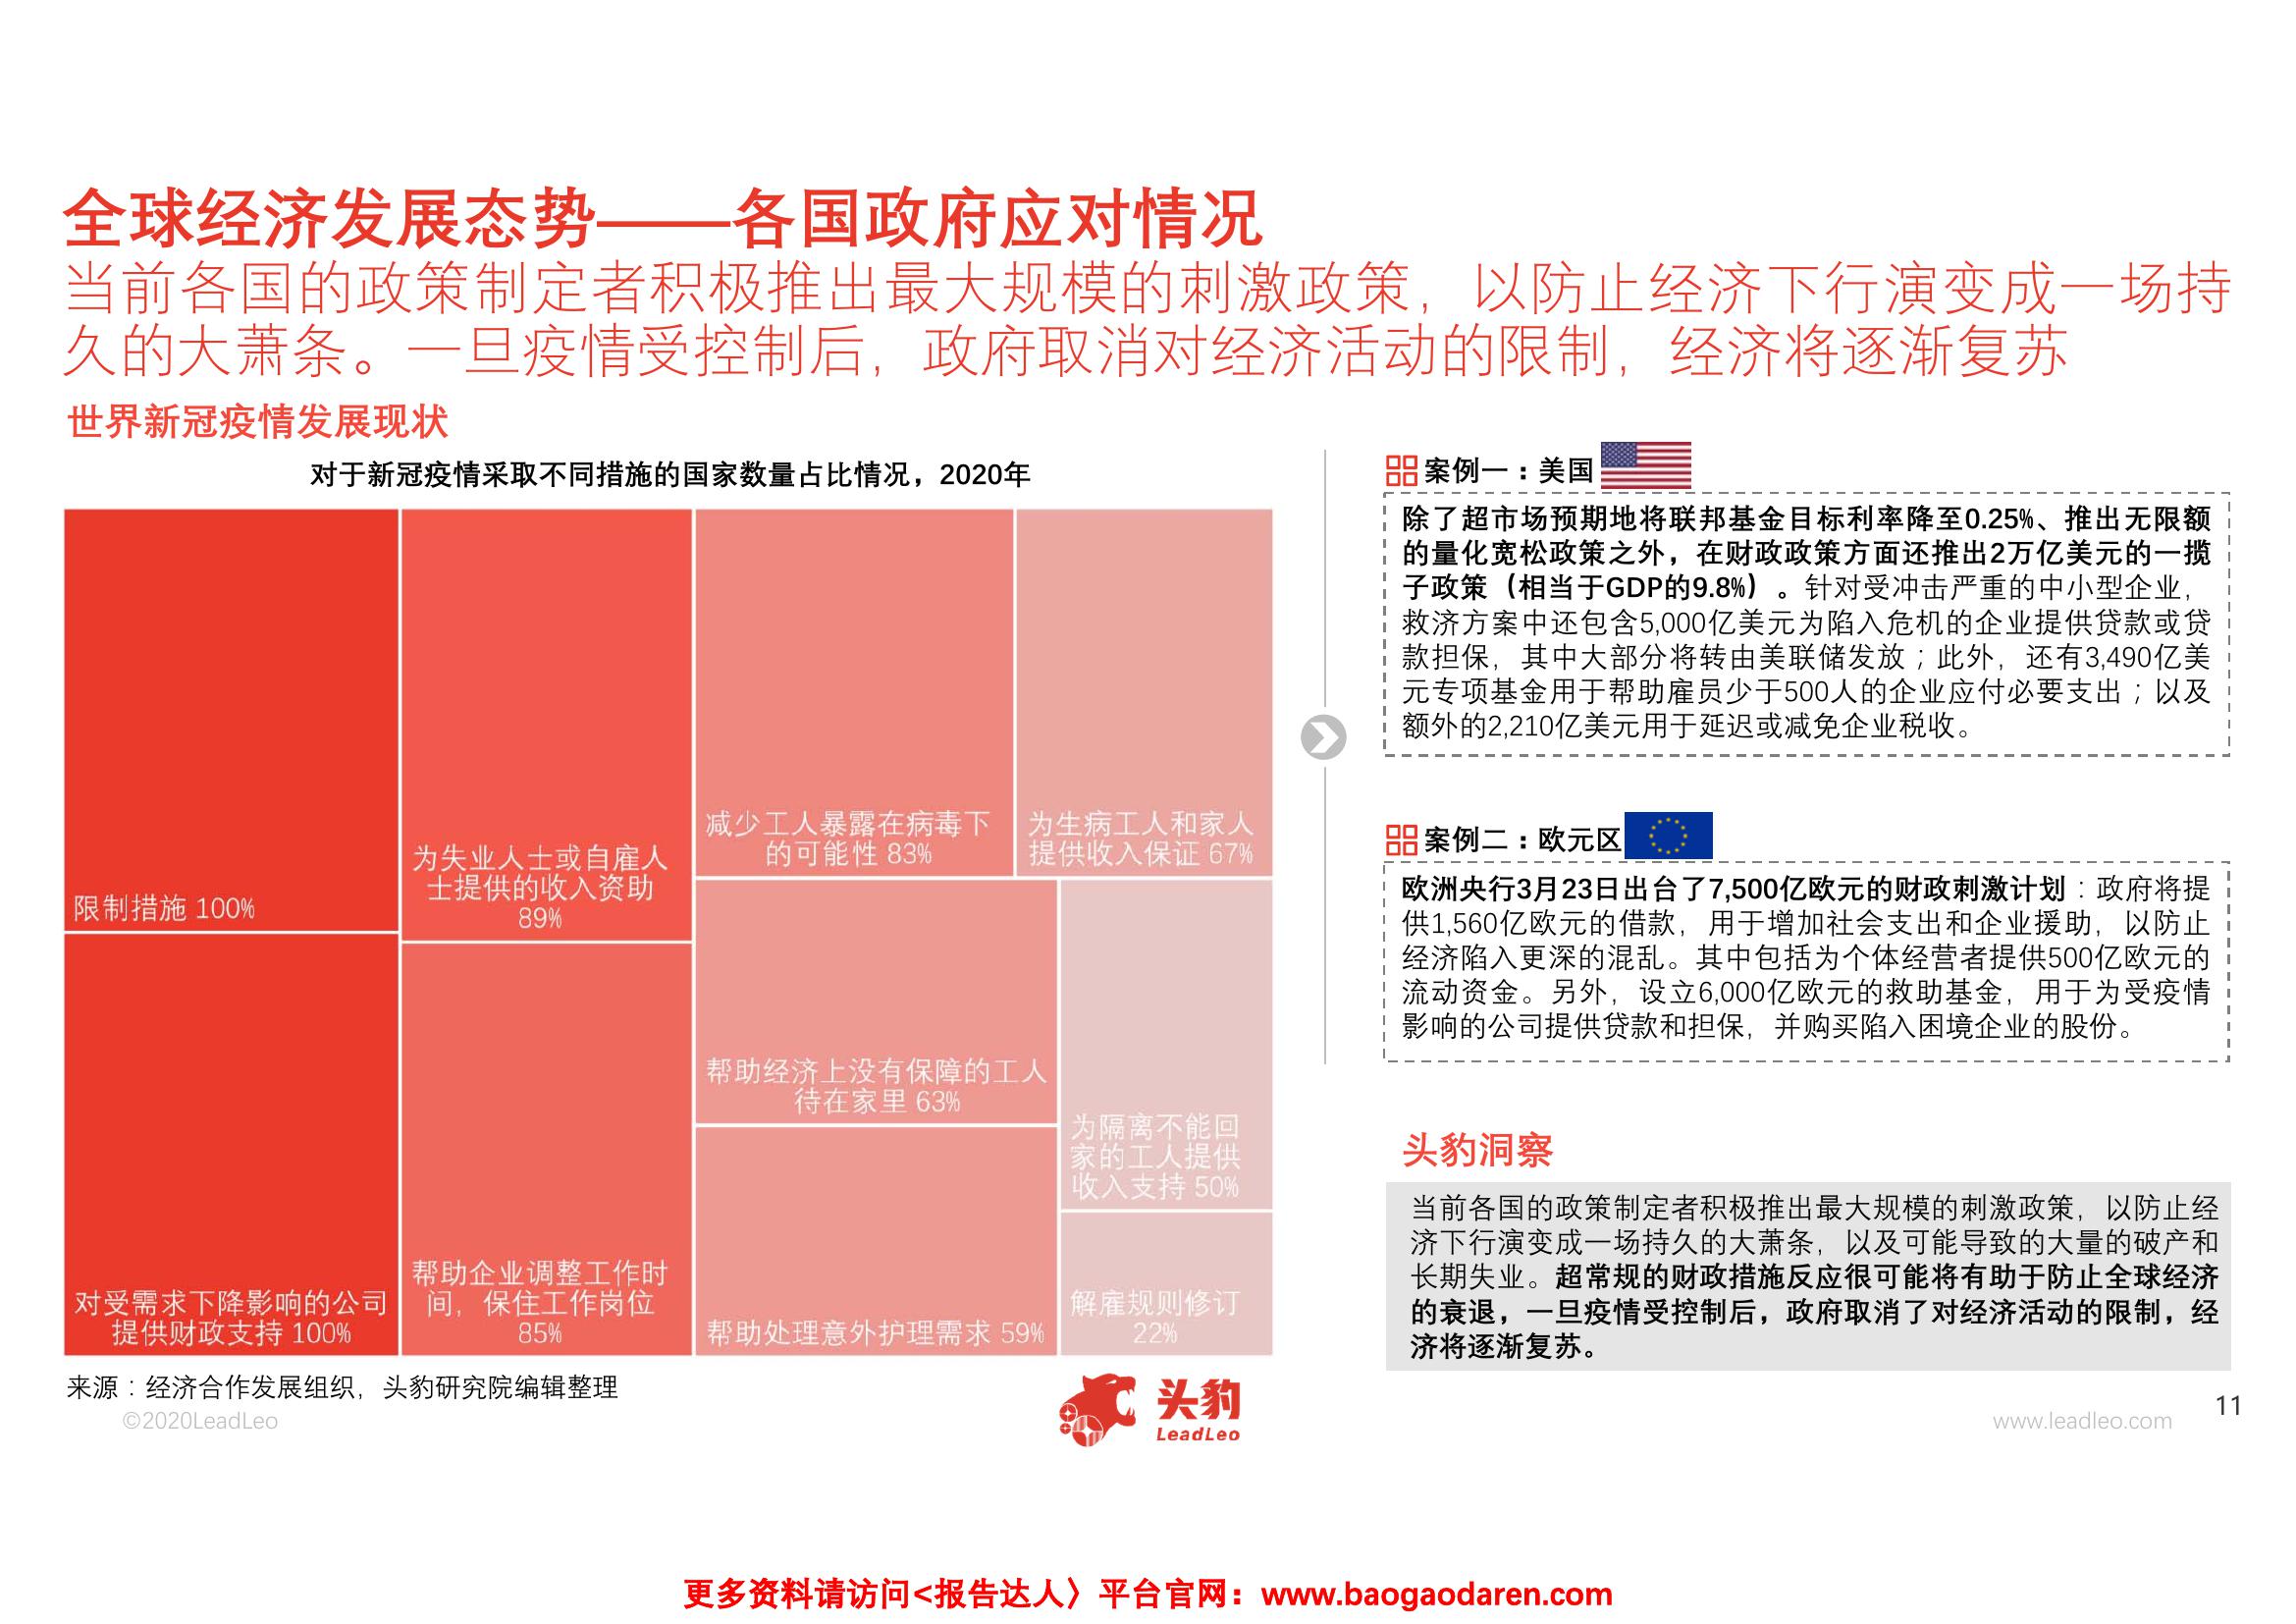 全球经济发展态势——各国政府应对情况
当前各国的政策制定者积极推出最大规模的刺激政策，以防止经济下行演变成一场持
久的大萧条。一旦疫情受控制后，政府取消对经济活动的限制，经济将逐渐复苏
世界新冠疫情发展现状
对于新冠疫情采取不同措施的国家数量占比情况，2020年
限制措施 100%
对受需求下降影响的公司
提供财政支持 100%
为失业人士或自雇人
士提供的收入资助
89%
帮助企业调整工作时
间，保住工作岗位
85%
减少工人暴露在病毒下
的可能性 83%
为生病工人和家人
提供收入保证 67%
帮助经济上没有保障的工人
待在家里 63%
帮助处理意外护理需求 59%
为隔离不能回
家的工人提供
收入支持 50%
解雇规则修订
22%
来源：经济合作发展组织，头豹研究院编辑整理
©2020LeadLeo
头豹
LeadLeo
案例一：美国
除了超市场预期地将联邦基金目标利率降至0.25%、推出无限额
的量化宽松政策之外，在财政政策方面还推出2万亿美元的一揽
子政策（相当于GDP的9.8%）。针对受冲击严重的中小型企业，
救济方案中还包含5,000亿美元为陷入危机的企业提供贷款或贷
款担保，其中大部分将转由美联储发放；此外，还有3,490亿美
元专项基金用于帮助雇员少于500人的企业应付必要支出；以及
额外的2,210亿美元用于延迟或减免企业税收。
案例二：欧元区
欧洲央行3月23日出台了7,500亿欧元的财政刺激计划：政府将提
供1,560亿欧元的借款，用于增加社会支出和企业援助，以防止
经济陷入更深的混乱。其中包括为个体经营者提供500亿欧元的
流动资金。另外，设立6,000亿欧元的救助基金，用于为受疫情
影响的公司提供贷款和担保，并购买陷入困境企业的股份。
头豹洞察
当前各国的政策制定者积极推出最大规模的刺激政策，以防止经
济下行演变成一场持久的大萧条，以及可能导致的大量的破产和
长期失业。超常规的财政措施反应很可能将有助于防止全球经济
的衰退，一旦疫情受控制后，政府取消了对经济活动的限制，经
济将逐渐复苏。
www.leadleo.com
11
更多资料请访问<报告达人〉平台官网：www.baogaodaren.com